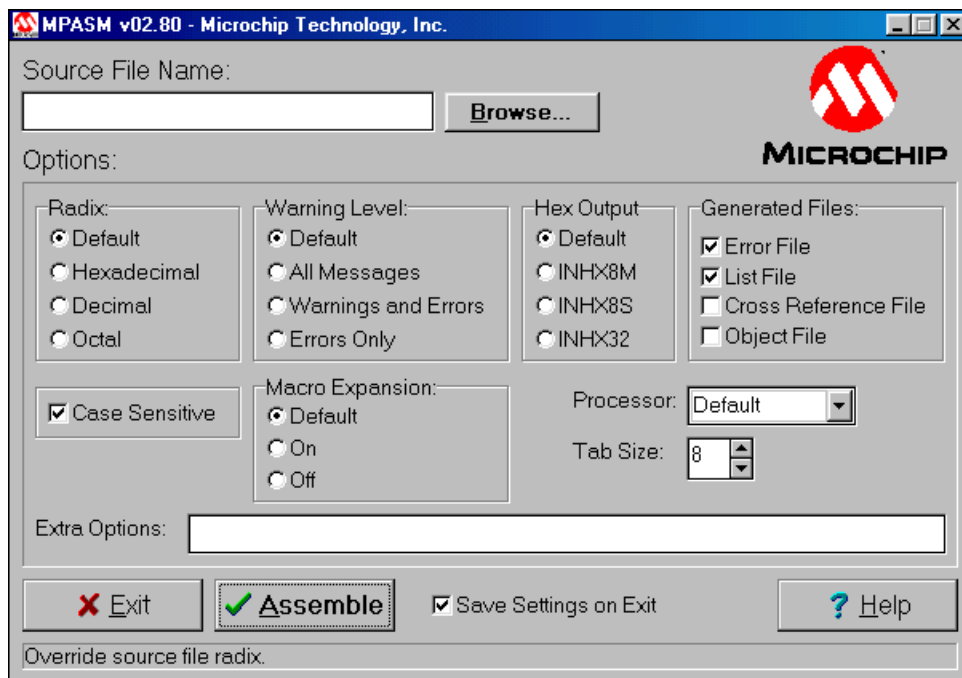 MPASM v02.80 - Microchip Technology, Inc.
Source File Name:
Browse...
MICROCHIP
Options:
Radix:
Default
Hexadecimal
Decimal
Octal
Warning Level:
Default
All Messages
Warnings and Errors
Errors Only
Hex Output
Default
INHX8M
INHX8S
INHX32
Generated Files:
Error File
List File
Cross Reference File
Object File
Case Sensitive
Macro Expansion:
Default
On
Off
Processor: Default
Tab Size: 8
Extra Options:
Exit
Assemble
Save Settings on Exit
Help
Override source file radix.